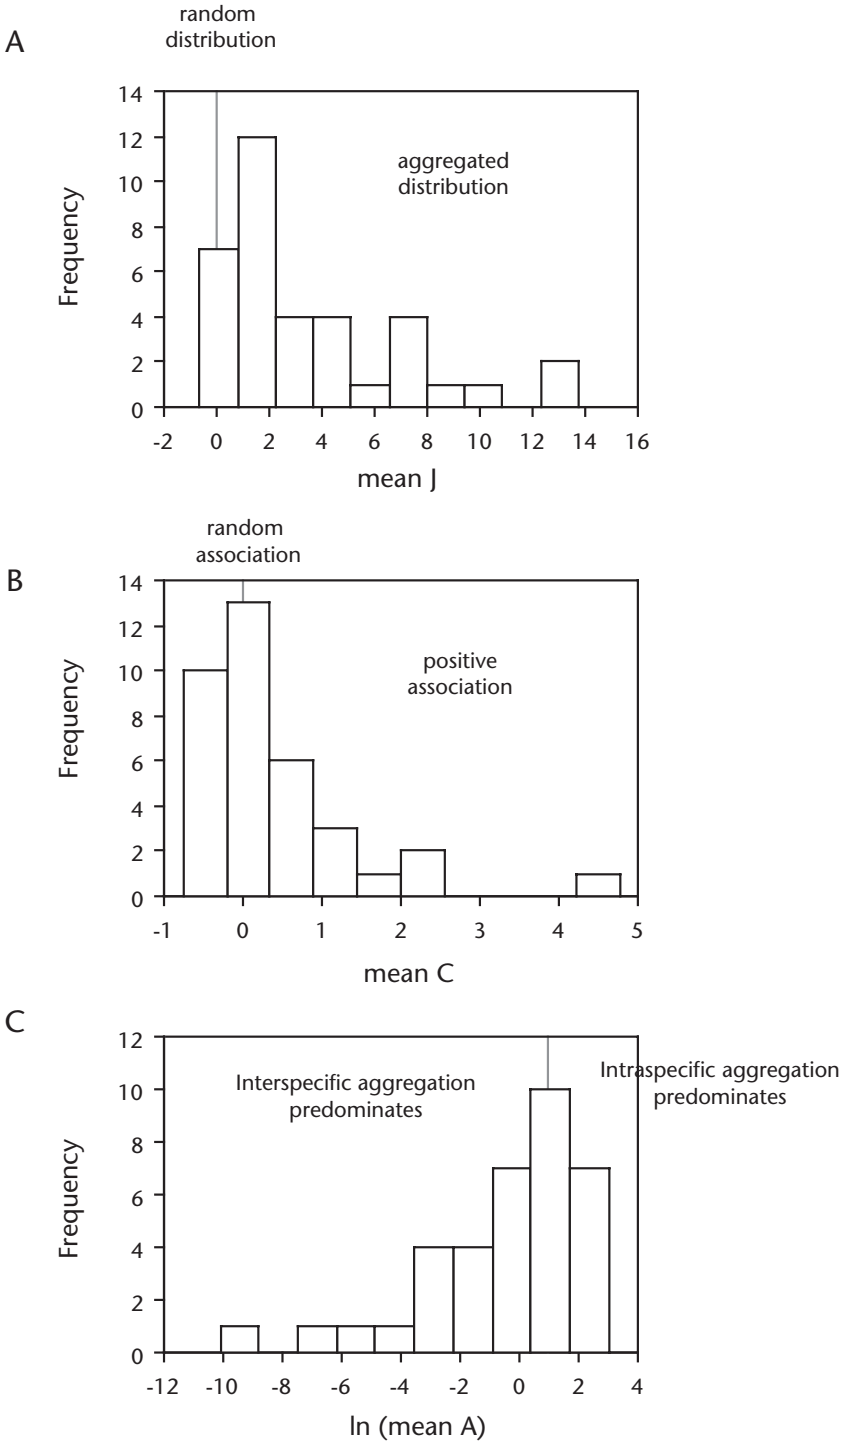 random
distribution
A
14
12
10
8
6
4
2
0
Frequency
aggregated
distribution
-2 0 2 4 6 8 10 12 14 16
mean J
random
association
B
14
12
10
8
6
4
2
0
Frequency
positive
association
-1 0 1 2 3 4 5
mean C
C
12
10
8
6
4
2
0
Frequency
Interspecific aggregation
predominates
Intraspecific aggregation
predominates
-12 -10 -8 -6 -4 -2 0 2 4
ln (mean A)